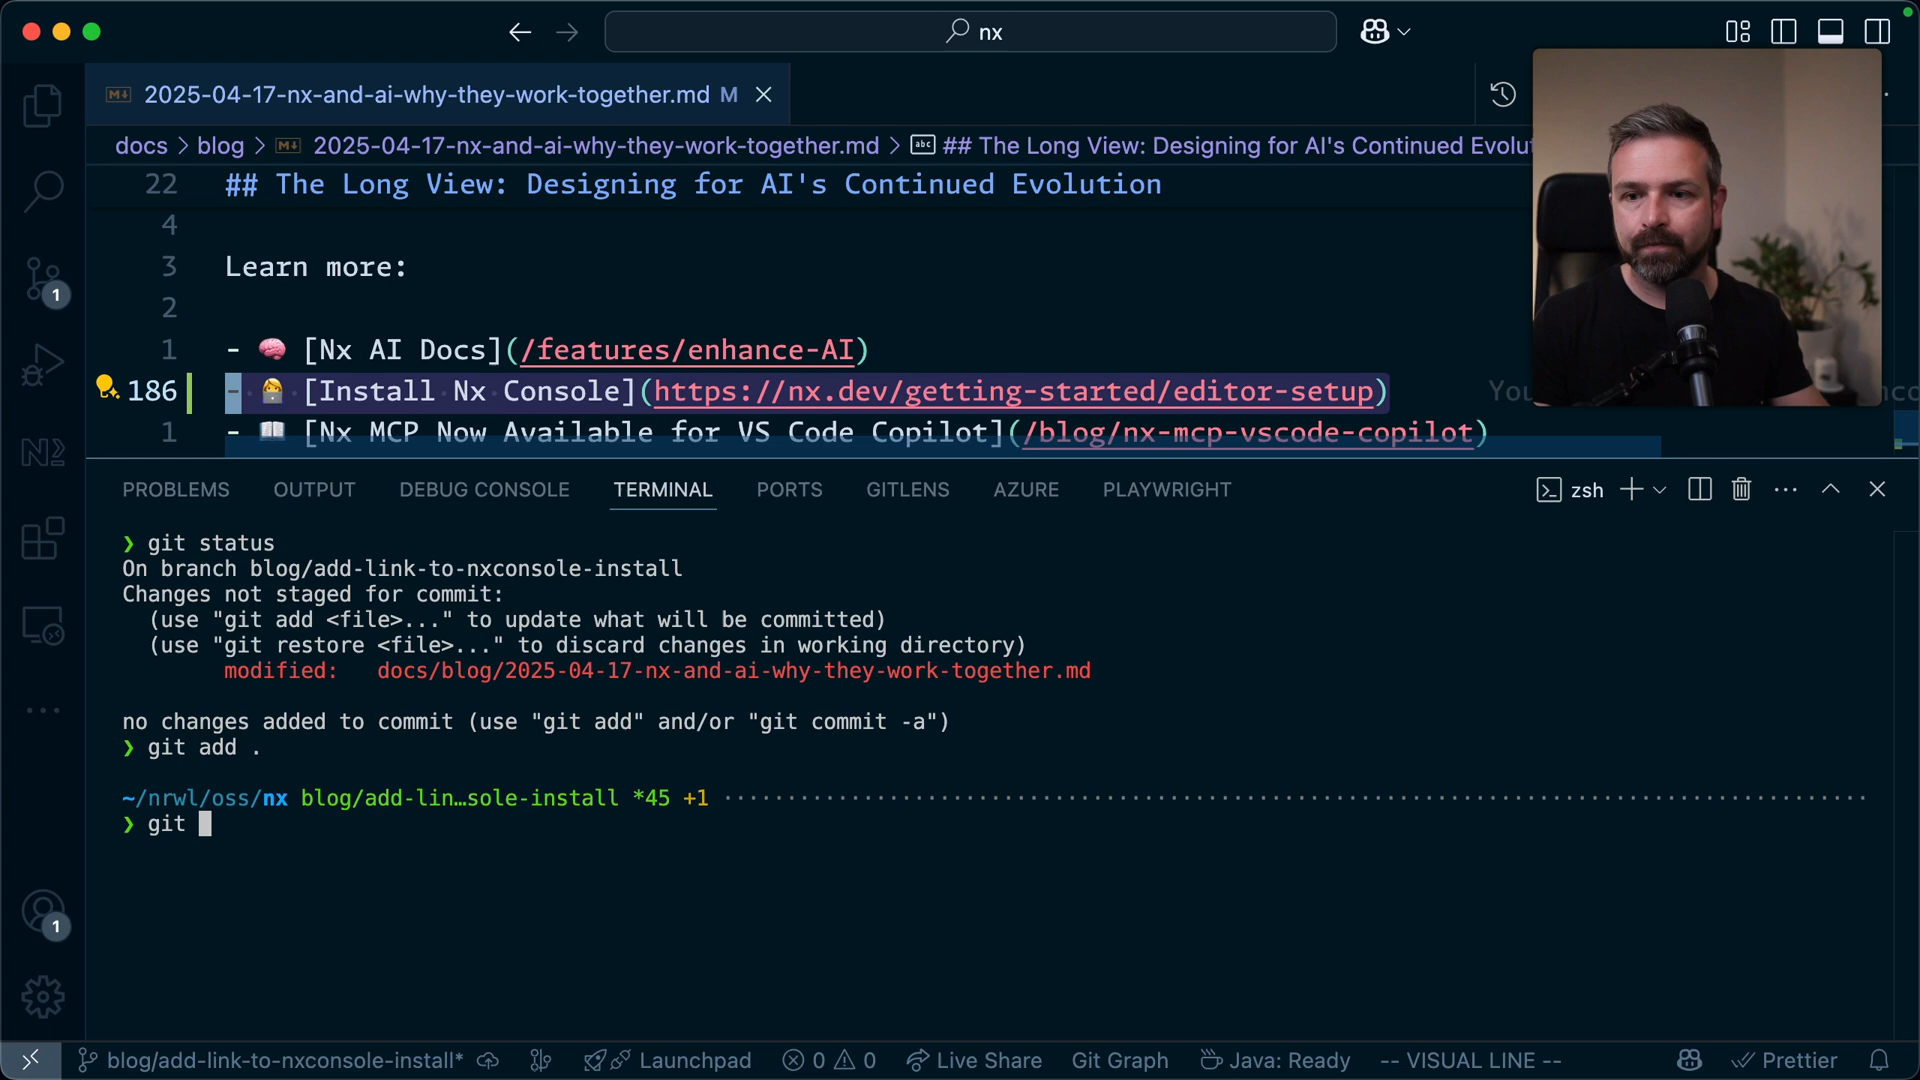 nx
2025-04-17-nx-and-ai-why-they-work-together.md M
docs > blog > 2025-04-17-nx-and-ai-why-they-work-together.md > abc ## The Long View: Designing for AI's Continued Evolut
22 ## The Long View: Designing for AI's Continued Evolution
4
3 Learn more:
2
1 - 🧠 [Nx AI Docs](/features/enhance-AI)
186 - 🧑‍💻 [Install Nx Console](https://nx.dev/getting-started/editor-setup) You
1 - 📖 [Nx MCP Now Available for VS Code Copilot](/blog/nx-mcp-vscode-copilot)
1
PROBLEMS OUTPUT DEBUG CONSOLE TERMINAL PORTS GITLENS AZURE PLAYWRIGHT zsh
❯ git status
On branch blog/add-link-to-nxconsole-install
Changes not staged for commit:
(use "git add <file>..." to update what will be committed)
(use "git restore <file>..." to discard changes in working directory)
modified: docs/blog/2025-04-17-nx-and-ai-why-they-work-together.md
no changes added to commit (use "git add" and/or "git commit -a")
❯ git add .
~/nrwl/oss/nx blog/add-lin…sole-install *45 +1
❯ git
1
blog/add-link-to-nxconsole-install* Launchpad 0 0 Live Share Git Graph Java: Ready -- VISUAL LINE -- Prettier